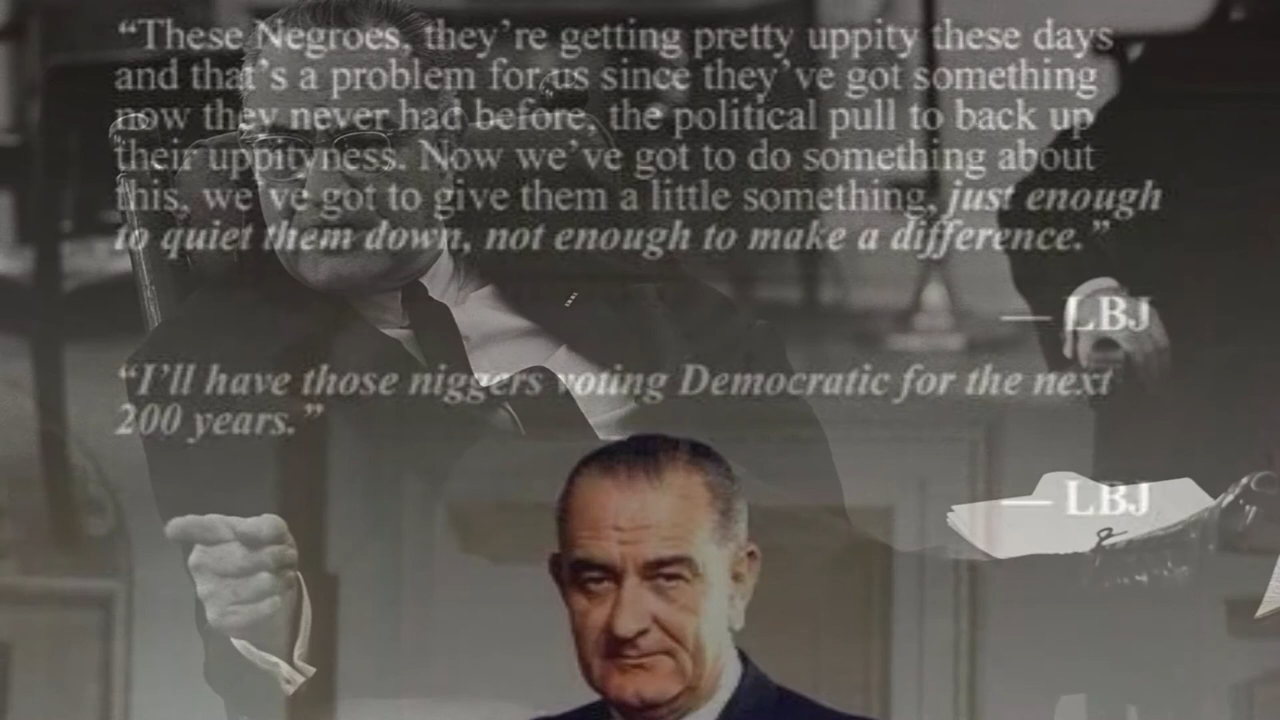 “These Negroes, they’re getting pretty uppity these days
and that’s a problem for us since they’ve got something
now they never had before, the political pull to back up
their uppityness. Now we’ve got to do something about
this, we’ve got to give them a little something, just enough
to quiet them down, not enough to make a difference.”
— LBJ
“I’ll have those niggers voting Democratic for the next
200 years.”
— LBJ